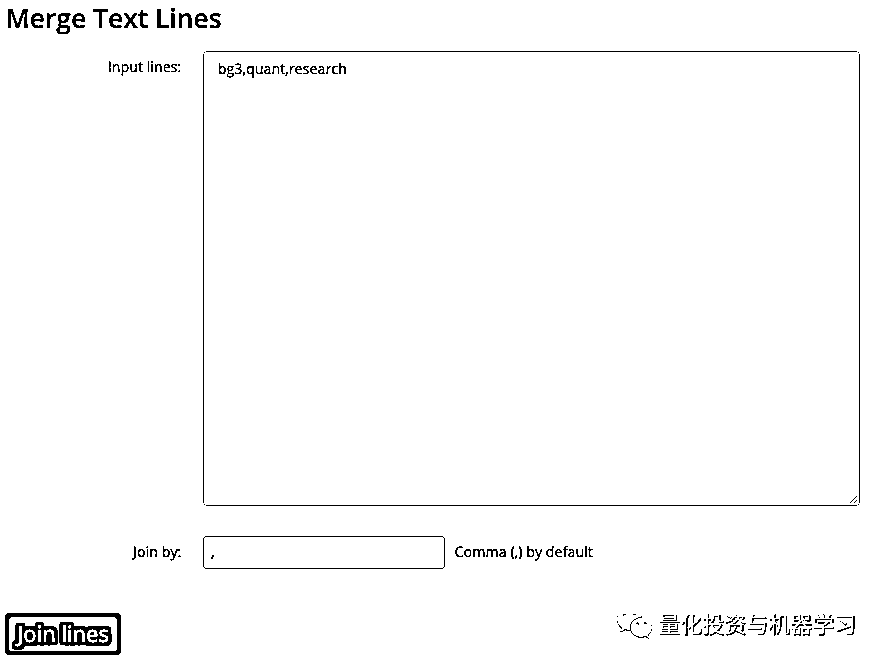 Merge Text Lines
Input lines:
bg3,quant,research
Join by:
,
Comma (,) by default
Join lines
量化投资与机器学习